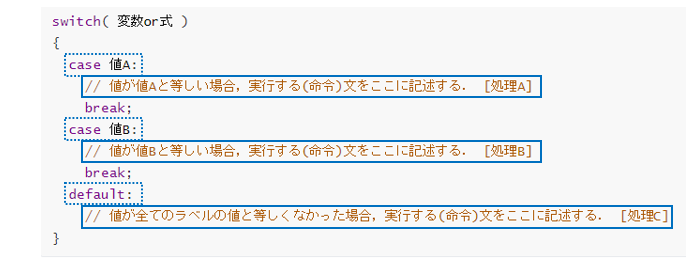 switch( 変数or式 )
{
case 値A:
// 値が値Aと等しい場合，実行する(命令)文をここに記述する． [処理A]
break;
case 値B:
// 値が値Bと等しい場合，実行する(命令)文をここに記述する． [処理B]
break;
default:
// 値が全てのラベルの値と等しくなかった場合，実行する(命令)文をここに記述する． [処理C]
}